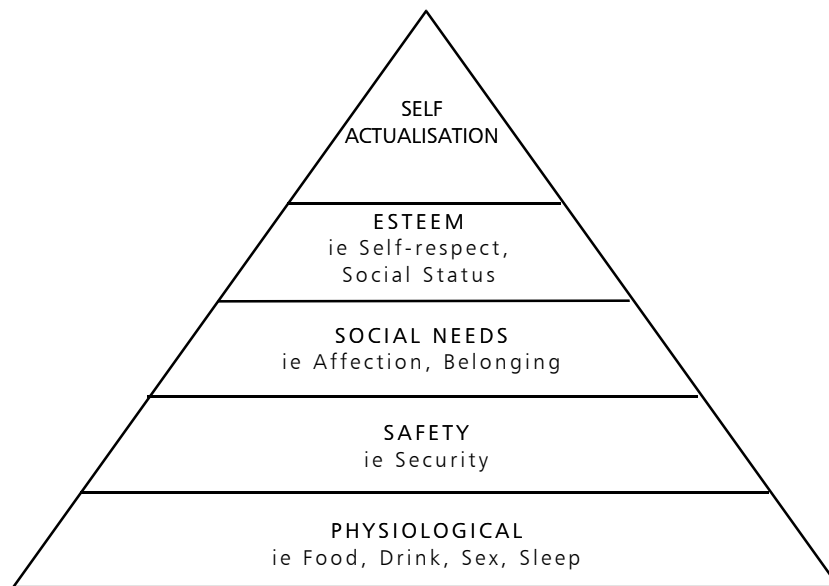 SELF
ACTUALISATION
ESTEEM
ie Self-respect,
Social Status
SOCIAL NEEDS
ie Affection, Belonging
SAFETY
ie Security
PHYSIOLOGICAL
ie Food, Drink, Sex, Sleep